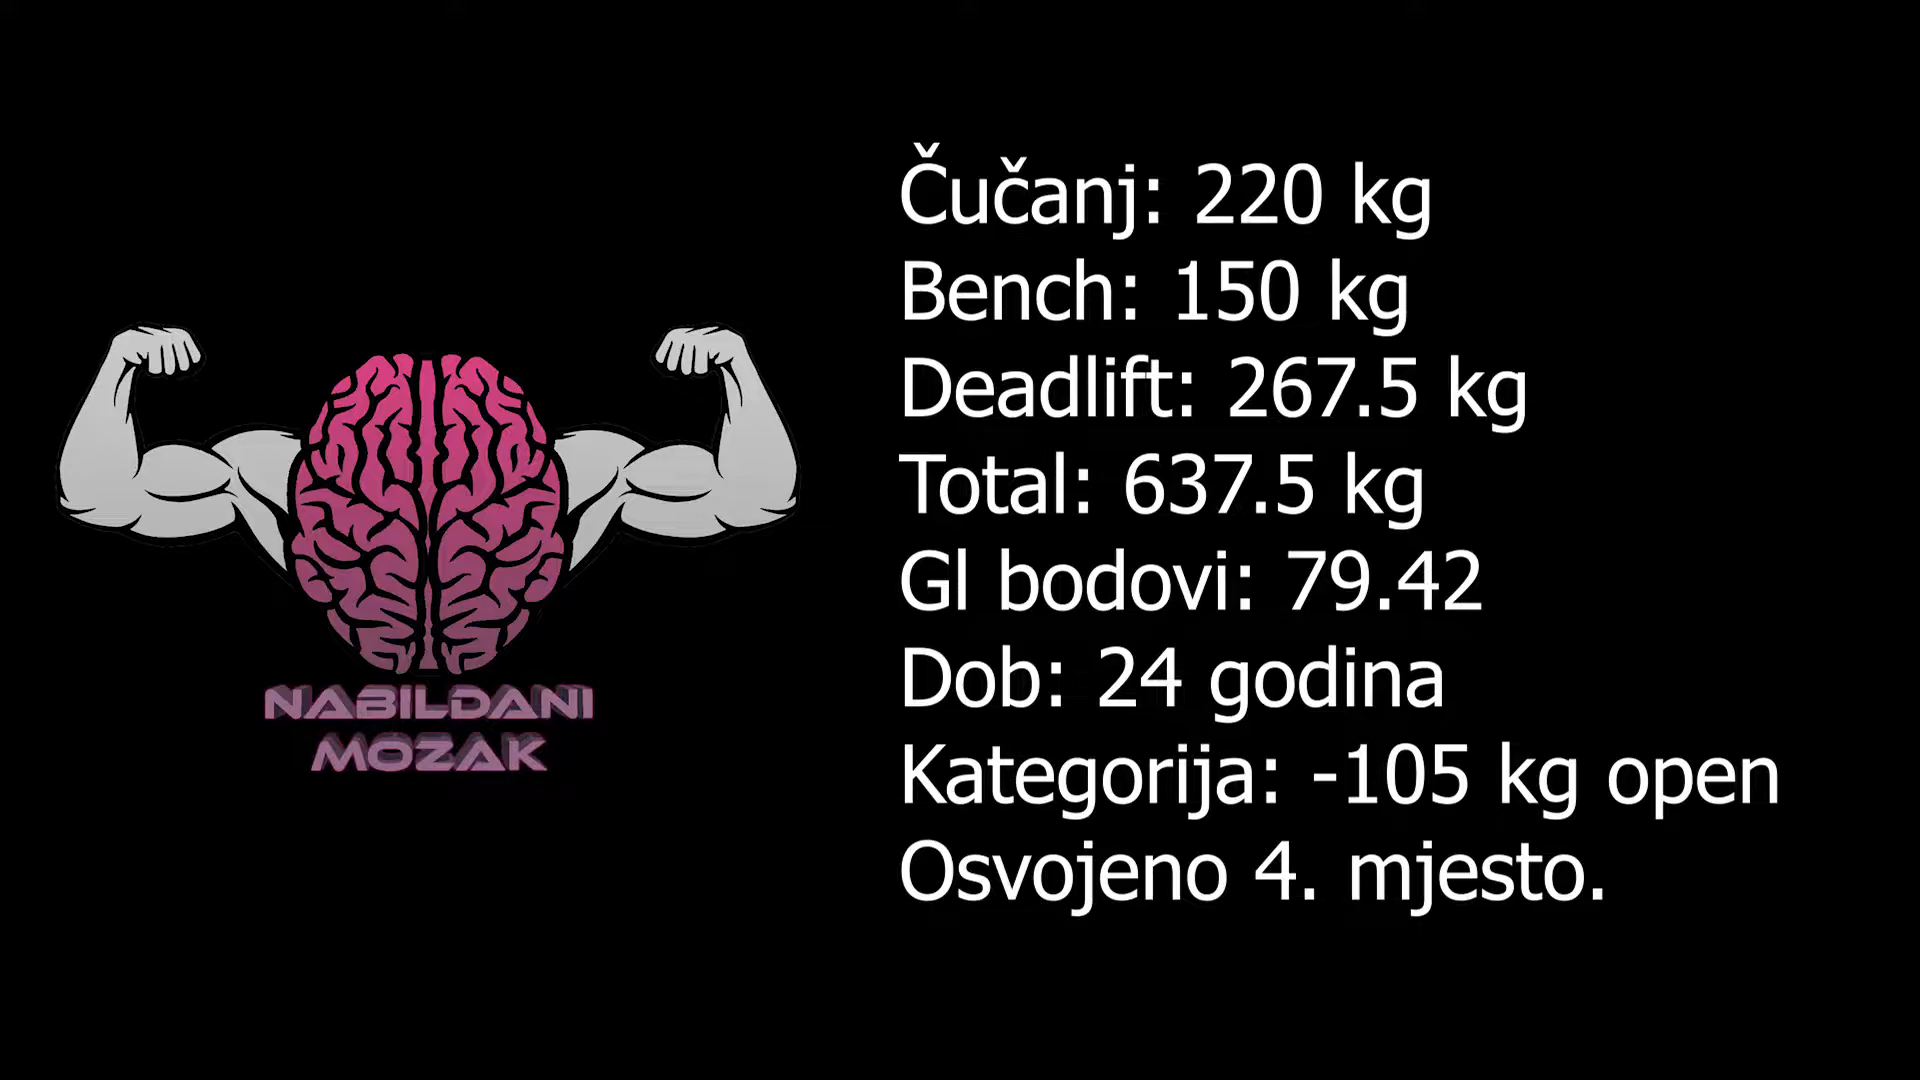 Čučanj: 220 kg
Bench: 150 kg
Deadlift: 267.5 kg
Total: 637.5 kg
Gl bodovi: 79.42
Dob: 24 godina
Kategorija: -105 kg open
Osvojeno 4. mjesto.
NABILDANI
MOZAK